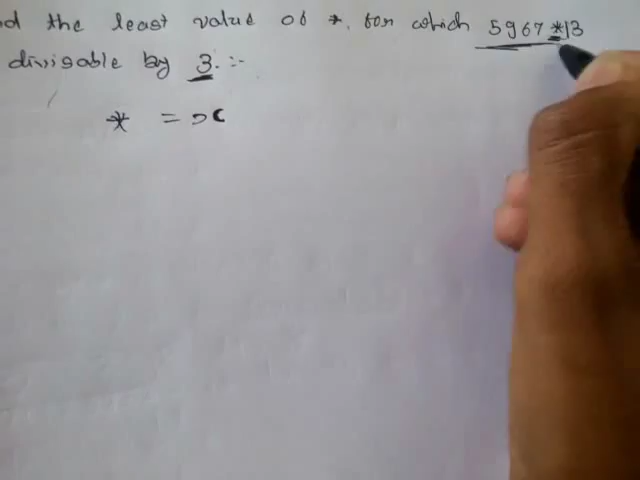 d the least value of *. for which 5967*13
divisable by 3. :-
* = x